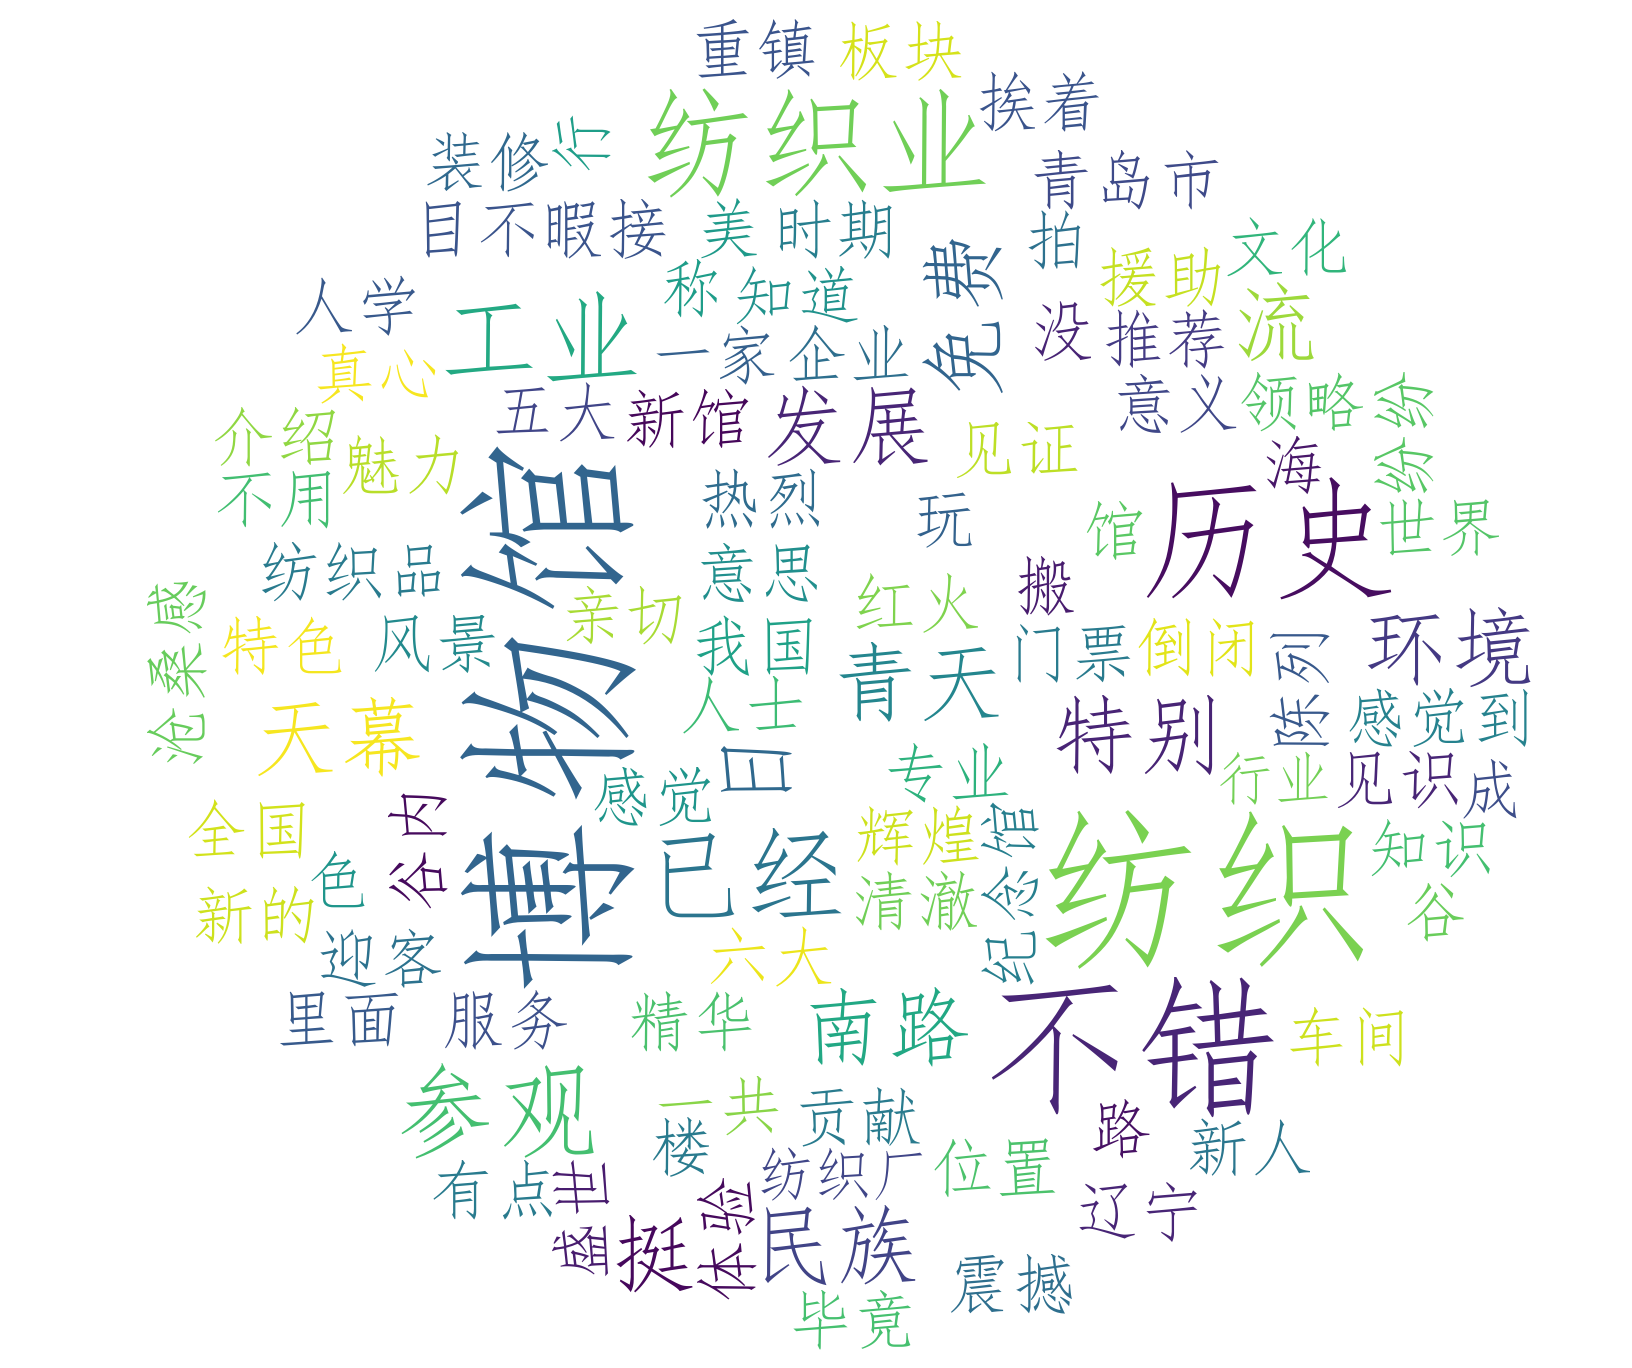 重镇
板块
纺织业
挨着
行
装修
青岛市
目不暇接
美
时期
拍
文化
免费
援助
人学
称
知道
工业
流
没
推荐
真心
一家
企业
五大
新馆
发展
意义
领略
纷纷
介绍
魅力
见证
海
不用
博物馆
热烈
玩
馆
历史
世界
纺织品
意思
搬
沧桑感
亲切
红火
特色
风景
我国
青天
门票
倒闭
陈列
环境
天幕
人士
特别
感觉到
日
感觉
专业
行业
见识
成
谷内
全国
色
已经
辉煌
纪念馆
纺织
知识
新的
清澈
谷
迎客
六大
里面
服务
精华
南路
不错
车间
参观
一共
贡献
路
楼
新人
有点
盛世
纺织厂
位置
挺
体验
民族
辽宁
震撼
毕竟